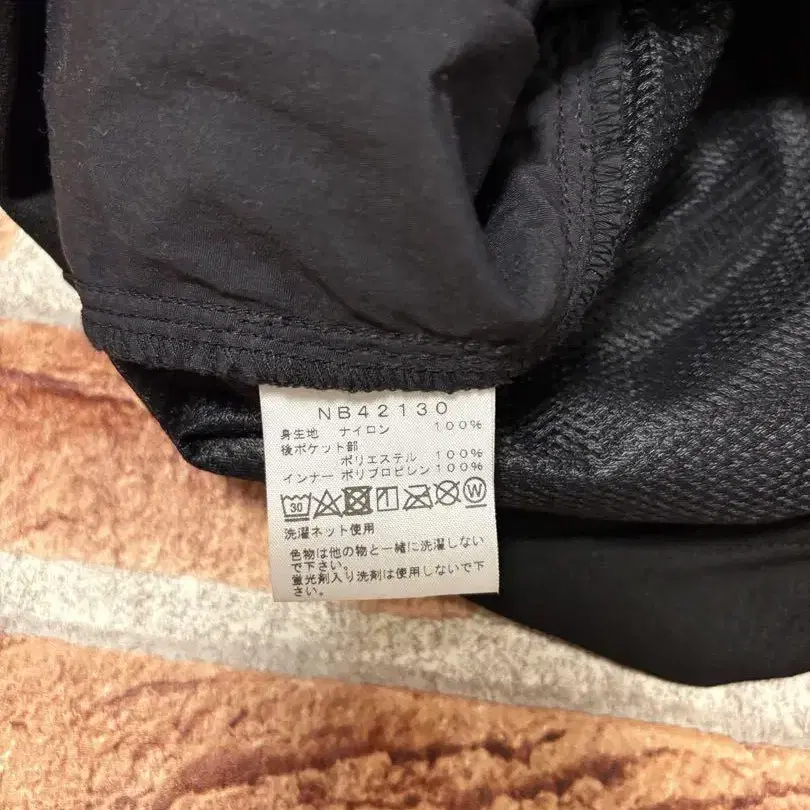 NB42130
身生地 ナイロン 100%
後ポケット部
ポリエステル 100%
インナー ポリプロピレン 100%
30 W
洗濯ネット使用
色物は他の物と一緒に洗濯しない
で下さい。
蛍光剤入り洗剤は使用しないで下
さい。